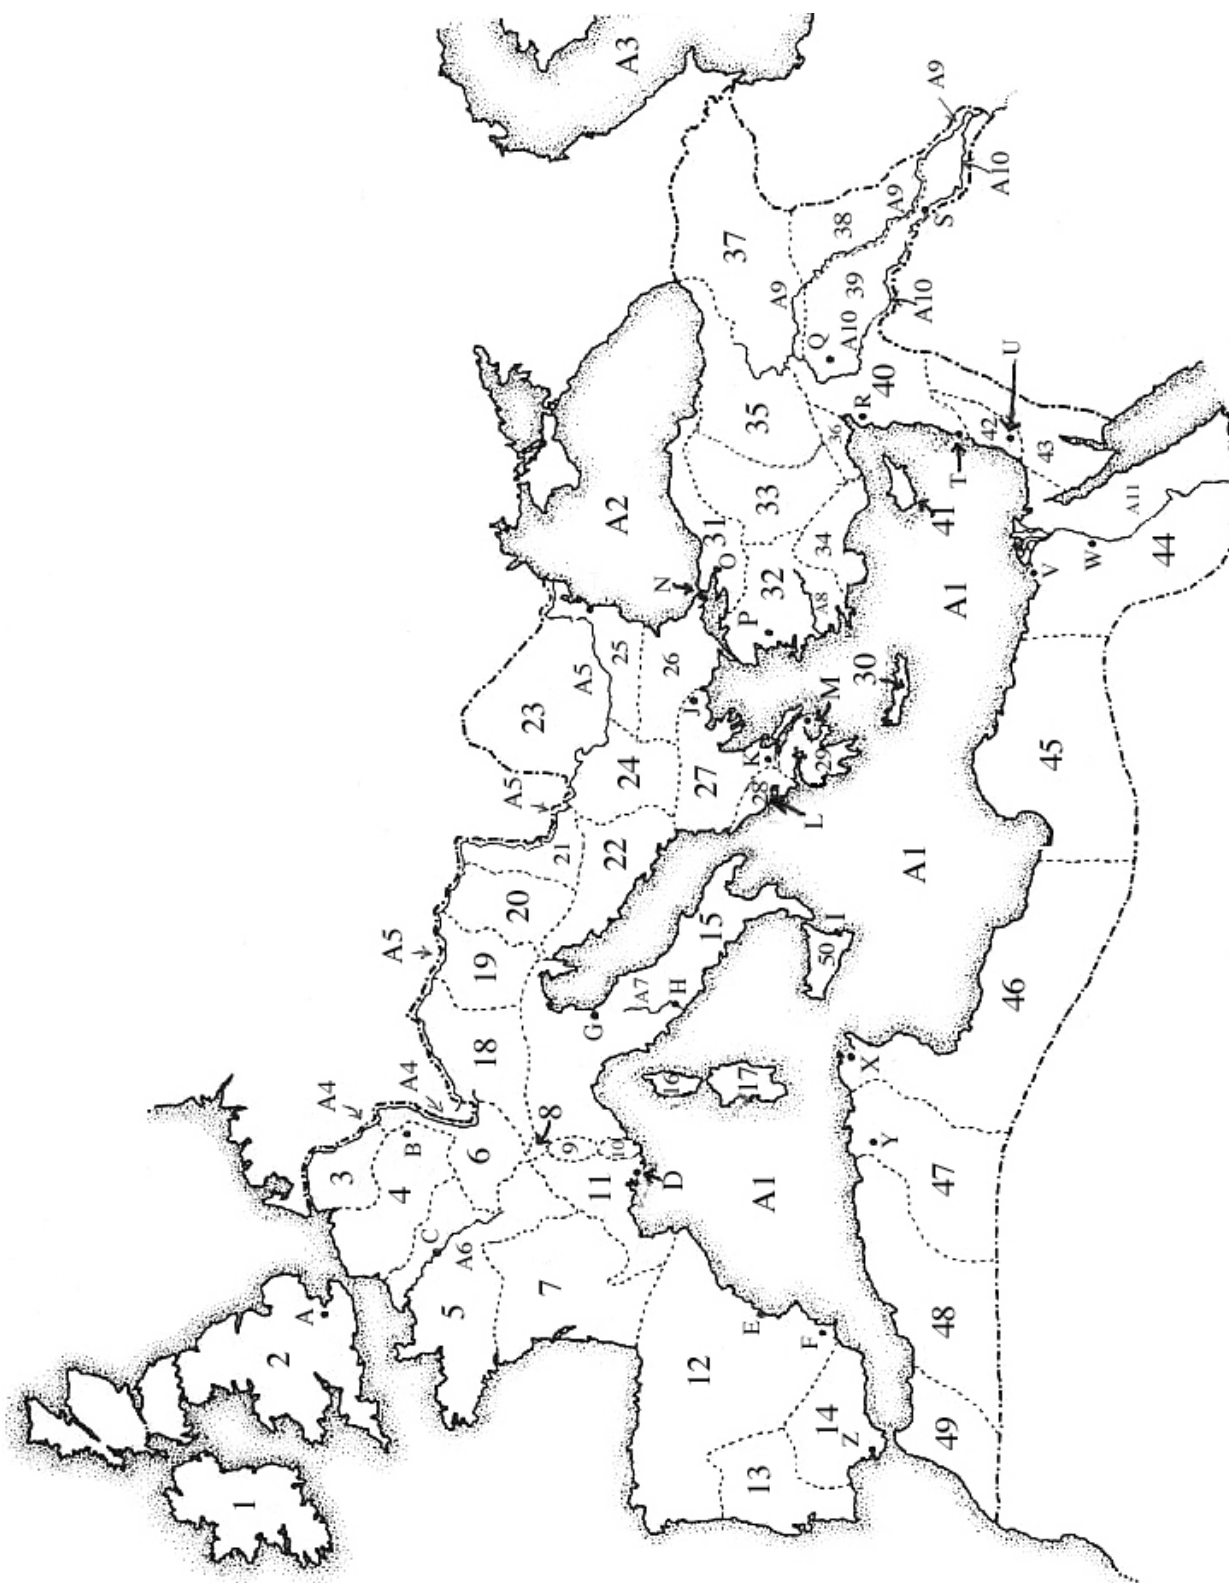 1
2
A
A4
3
A5
4
A4
B
C
5
A6
6
18
19
A5
20
23
7
8
21
9
A5
G
11
10
22
A2
25
24
A3
A7
N
16
D
26
H
J
12
27
15
31
O
37
17
P
E
K
13
28
A1
35
33
32
A9
F
L
Q
29
34
A8
14
50
M
36
I
38
Z
A10
39
R
30
X
40
Y
A9
A1
A10
47
A9
41
S
48
49
A1
T
42
A10
U
46
43
V
45
W
A11
44